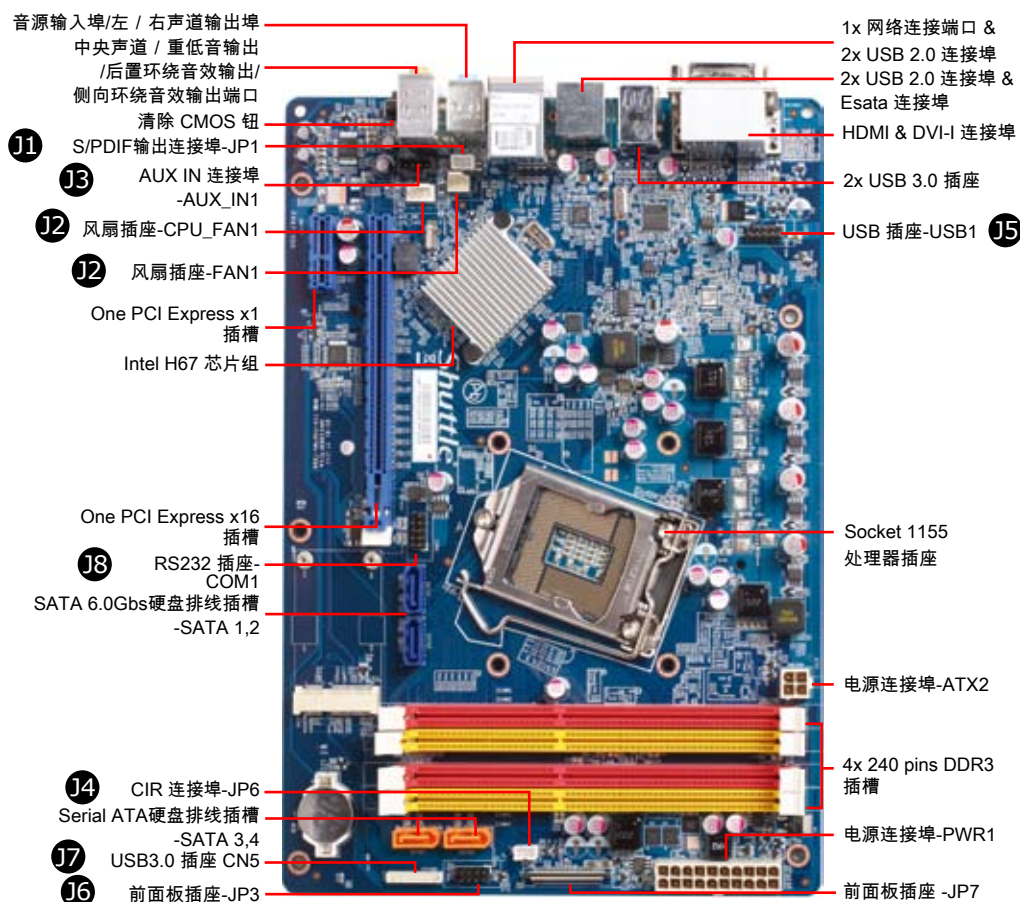 音源输入埠/左 / 右声道输出埠
中央声道 / 重低音输出
/后置环绕音效输出/
侧向环绕音效输出端口
清除 CMOS 钮
J1 S/PDIF输出连接埠-JP1
J3 AUX IN 连接埠
-AUX_IN1
J2 风扇插座-CPU_FAN1
J2 风扇插座-FAN1
One PCI Express x1
插槽
Intel H67 芯片组
One PCI Express x16
插槽
J8 RS232 插座-
COM1
SATA 6.0Gbs硬盘排线插槽
-SATA 1,2
J4 CIR 连接埠-JP6
Serial ATA硬盘排线插槽
-SATA 3,4
J7 USB3.0 插座 CN5
J6 前面板插座-JP3
Shuttle
1x 网络连接端口 &
2x USB 2.0 连接埠
2x USB 2.0 连接埠 &
Esata 连接埠
HDMI & DVI-I 连接埠
2x USB 3.0 插座
USB 插座-USB1 J5
Socket 1155
处理器插座
电源连接埠-ATX2
4x 240 pins DDR3
插槽
电源连接埠-PWR1
前面板插座 -JP7